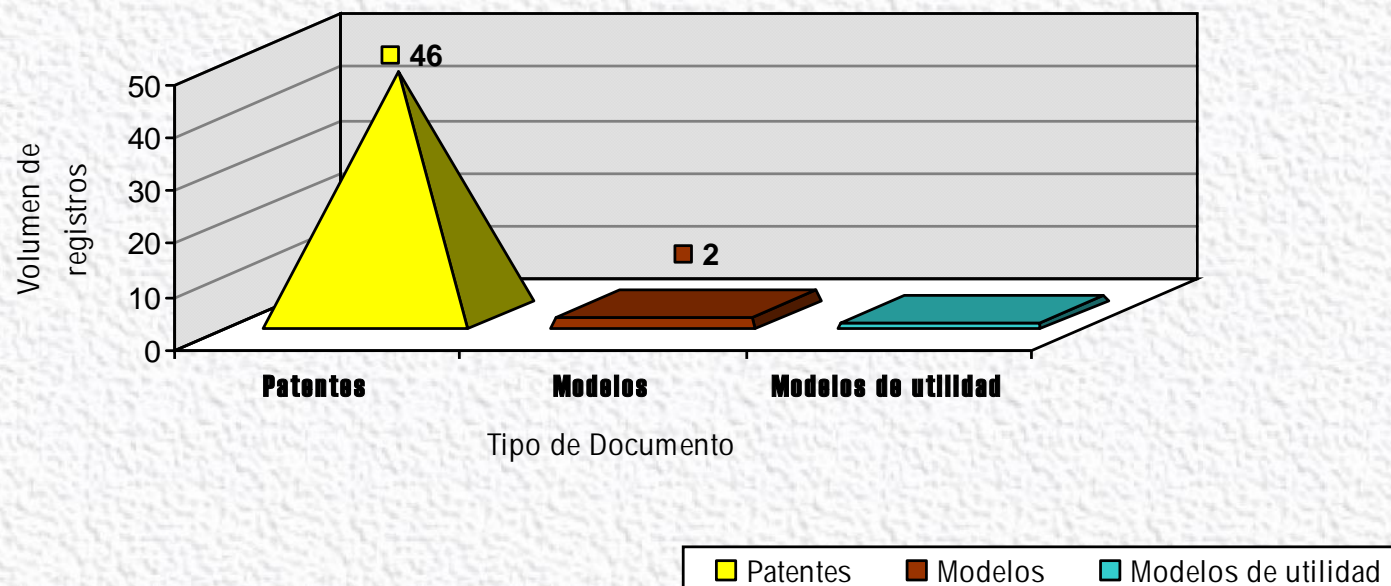 46
50
40
30
20
10
0
2
Volumen de
registros
Patentes Modelos Modelos de utilidad
Tipo de Documento
Patentes Modelos Modelos de utilidad